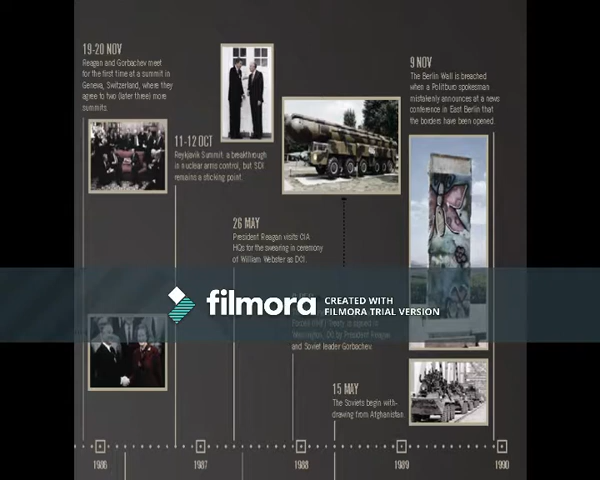 19-20 NOV
Reagan and Gorbachev meet
for the first time at a summit in
Geneva, Switzerland, where they
agree to two (later three) more
summits.
11-12 OCT
Reykjavik Summit: a breakthrough
in nuclear arms control, but SDI
remains a sticking point.
26 MAY
President Reagan visits CIA
HQs for the swearing in ceremony
of William Webster as DCI.
9 NOV
The Berlin Wall is breached
when a Politburo spokesman
mistakenly announces at a news
conference in East Berlin that
the borders have been opened.
filmora
CREATED WITH
FILMORA TRIAL VERSION
Treaty is signed in
by President Reagan
and Soviet leader Gorbachev.
15 MAY
The Soviets begin with-
drawing from Afghanistan
1986
1987
1988
1989
1990